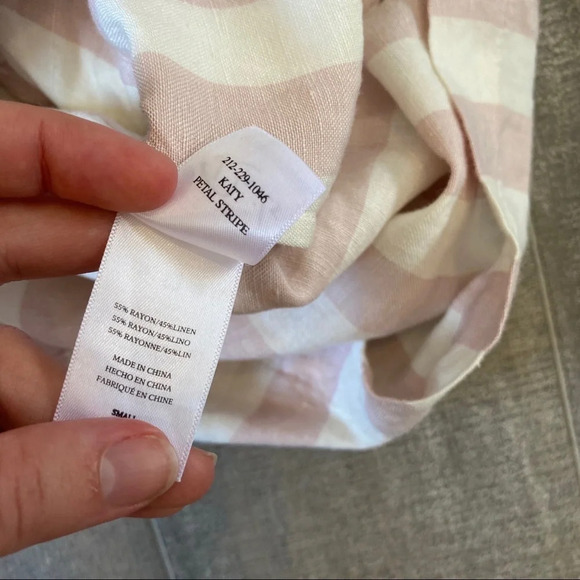 212-229-1046
KATY
PETAL STRIPE
55% RAYON/45%LINEN
55% RAYON/45%LINO
55% RAYONNE/45%LIN
MADE IN CHINA
HECHO EN CHINA
FABRIQUÉ EN CHINE
SMALL